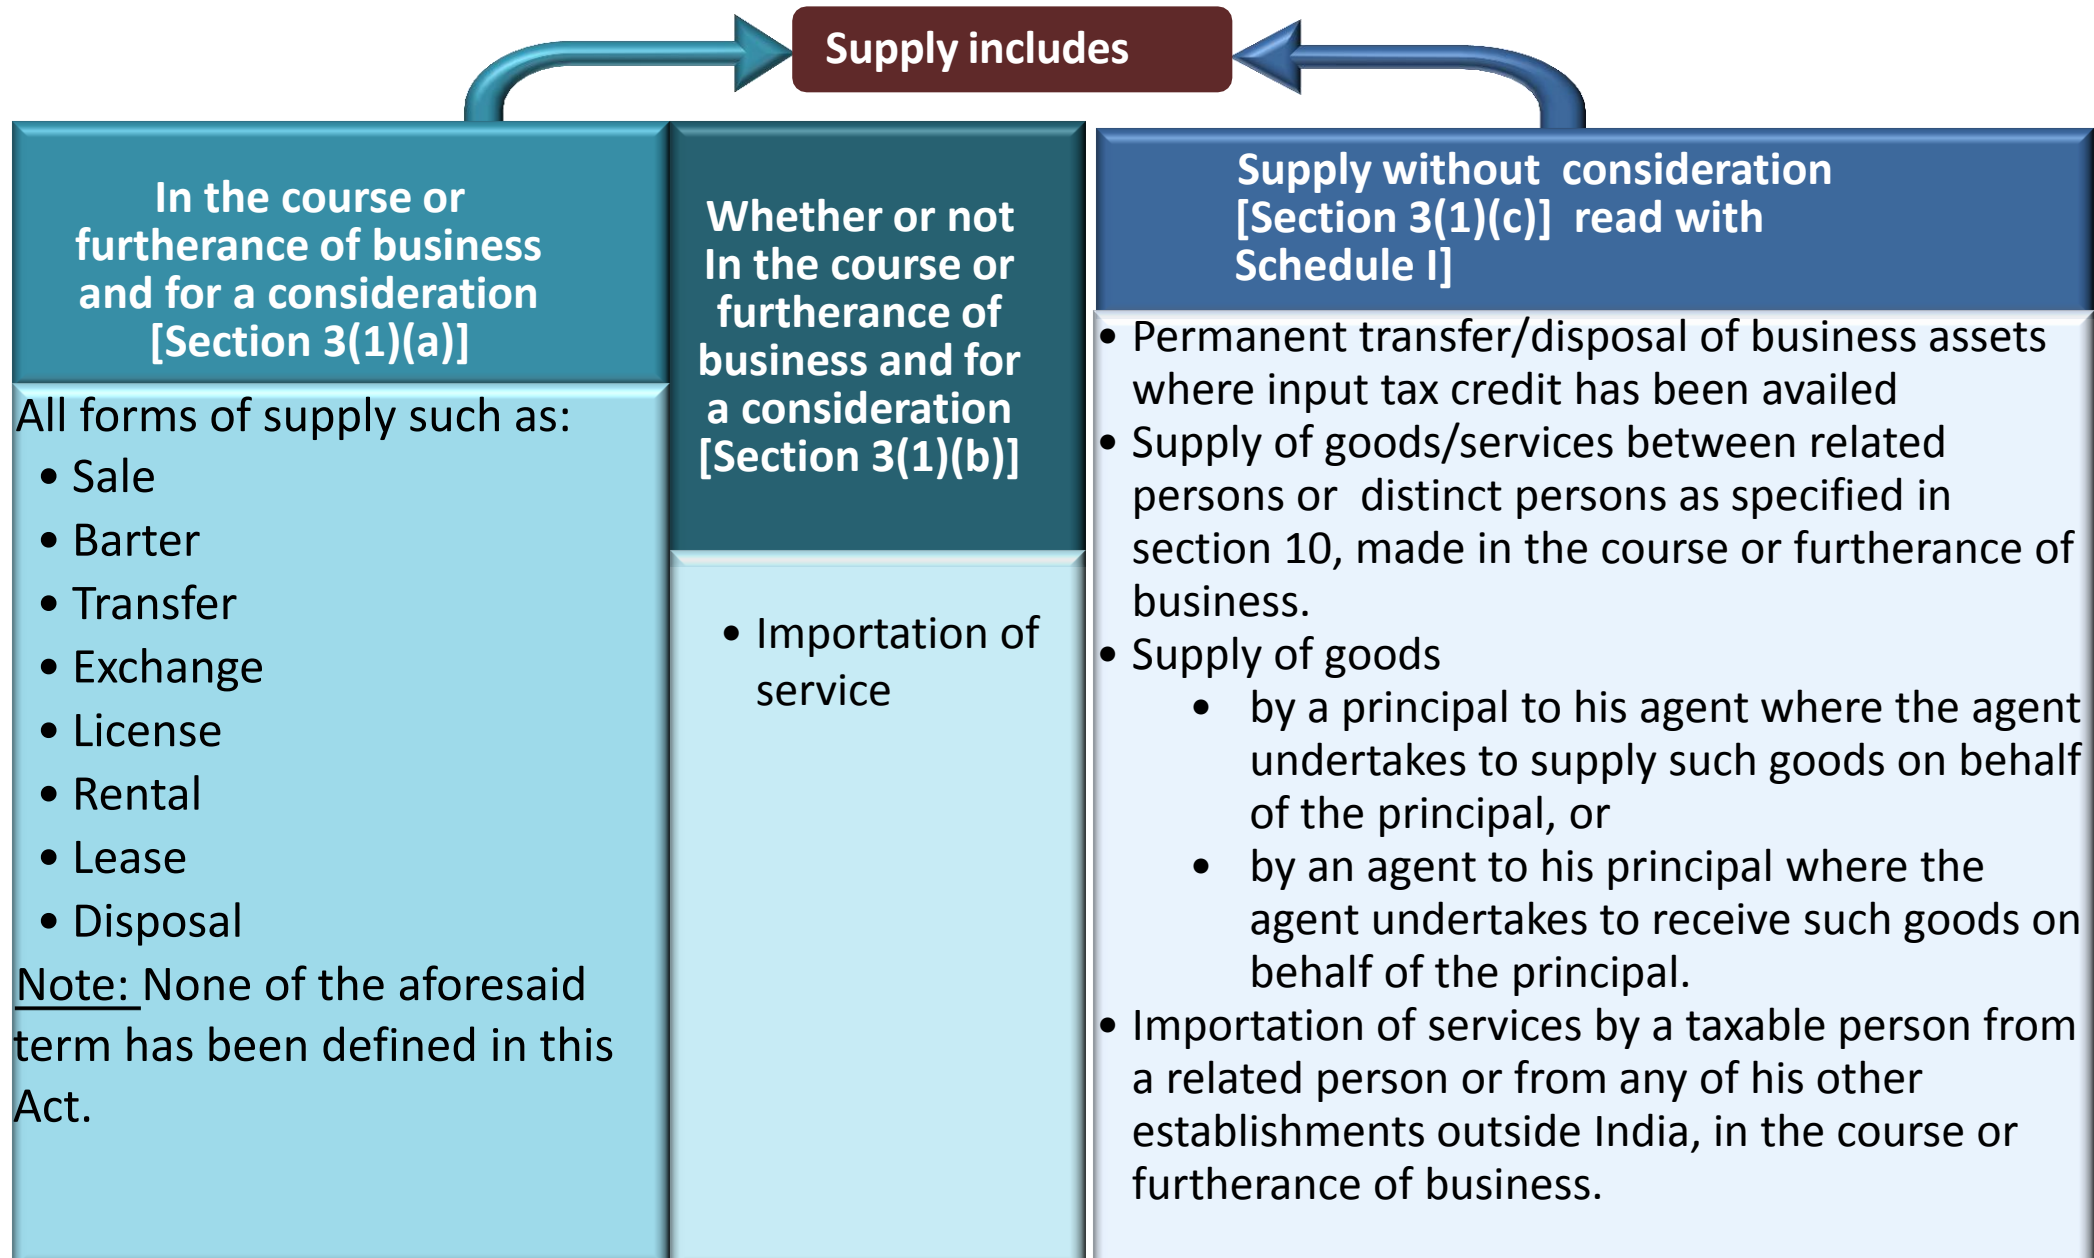 Supply includes
In the course or
furtherance of business
and for a consideration
[Section 3(1)(a)]
All forms of supply such as:
• Sale
• Barter
• Transfer
• Exchange
• License
• Rental
• Lease
• Disposal
Note: None of the aforesaid
term has been defined in this
Act.
Whether or not
In the course or
furtherance of
business and for
a consideration
[Section 3(1)(b)]
• Importation of
service
Supply without consideration
[Section 3(1)(c)] read with
Schedule I]
• Permanent transfer/disposal of business assets
where input tax credit has been availed
• Supply of goods/services between related
persons or distinct persons as specified in
section 10, made in the course or furtherance of
business.
• Supply of goods
• by a principal to his agent where the agent
undertakes to supply such goods on behalf
of the principal, or
• by an agent to his principal where the
agent undertakes to receive such goods on
behalf of the principal.
• Importation of services by a taxable person from
a related person or from any of his other
establishments outside India, in the course or
furtherance of business.